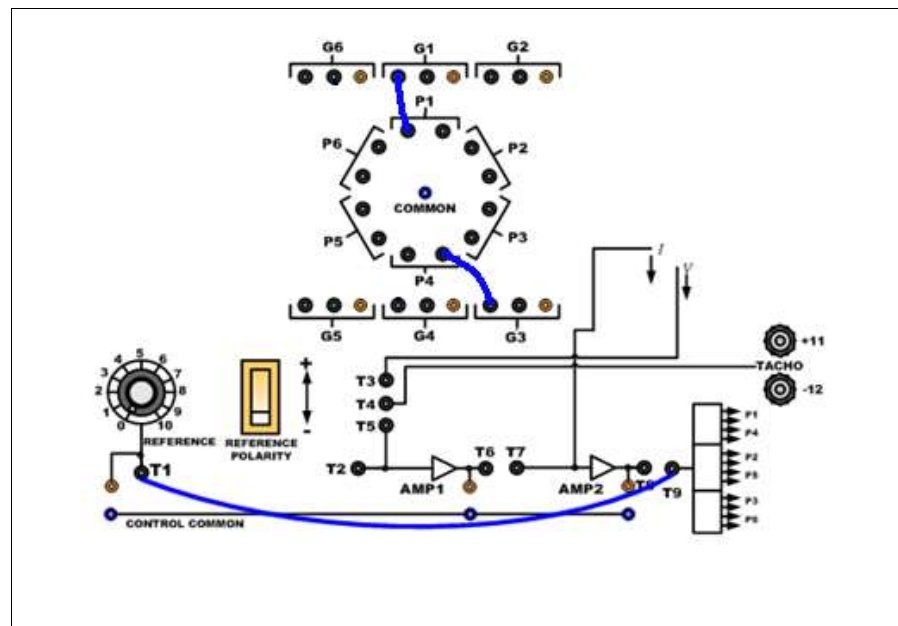 G6 G1 G2
P1
P6 P2
COMMON
P5 P3
P4
I
V
G5 G4 G3
+11
TACHO
-12
0 1 2 3 4 5 6 7 8 9 10
REFERENCE
+
-
REFERENCE
POLARITY
T3
T4
T5
T1
T2
AMP1
T6
T7
AMP2
T8
T9
P1
P4
P2
P5
P3
P6
CONTROL COMMON